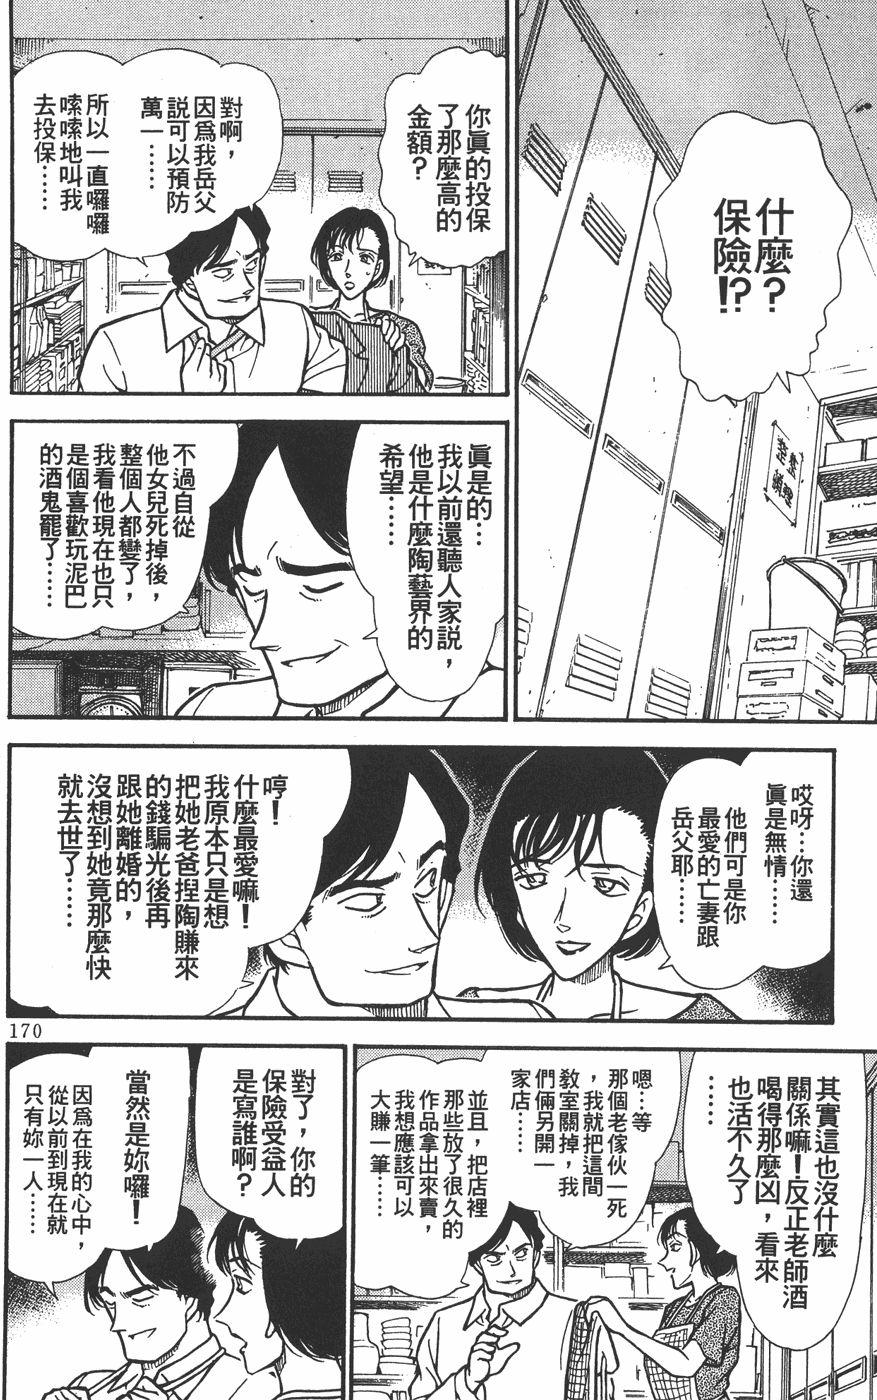 什麼？
保險！？
你真的投保
了那麼高的
金額？
對啊，
因為我岳父
說可以預防
萬一……
所以一直囉囉
嗦嗦地叫我
去投保……
整理
真是的…
我以前還聽人家說，
他是什麼陶藝界的
希望……
不過自從
他女兒死掉後，
整個人都變了，
我看他現在也只
是個喜歡玩泥巴
的酒鬼罷了……
哎呀…你還
真是無情……
他們可是你
最愛的亡妻跟
岳父耶……
哼！
什麼最愛嘛！
我原本只是想
把她老爸捏陶賺來
的錢騙光後再
跟她離婚的，
沒想到她竟那麼快
就去世了……
170
其實這也沒什麼
關係嘛！反正老師酒
喝得那麼凶，看來
也活不久了
……
嗯…等
那個老傢伙一死
，我就把這間
教室關掉，我
們倆另開一
家店……
並且，把店裡
那些放了很久的
作品拿出來賣，
我想應該可以
大賺一筆……
對了，你的
保險受益人
是寫誰啊？
當然是妳囉！
因為在我的心中，
從以前到現在就
只有妳一人……